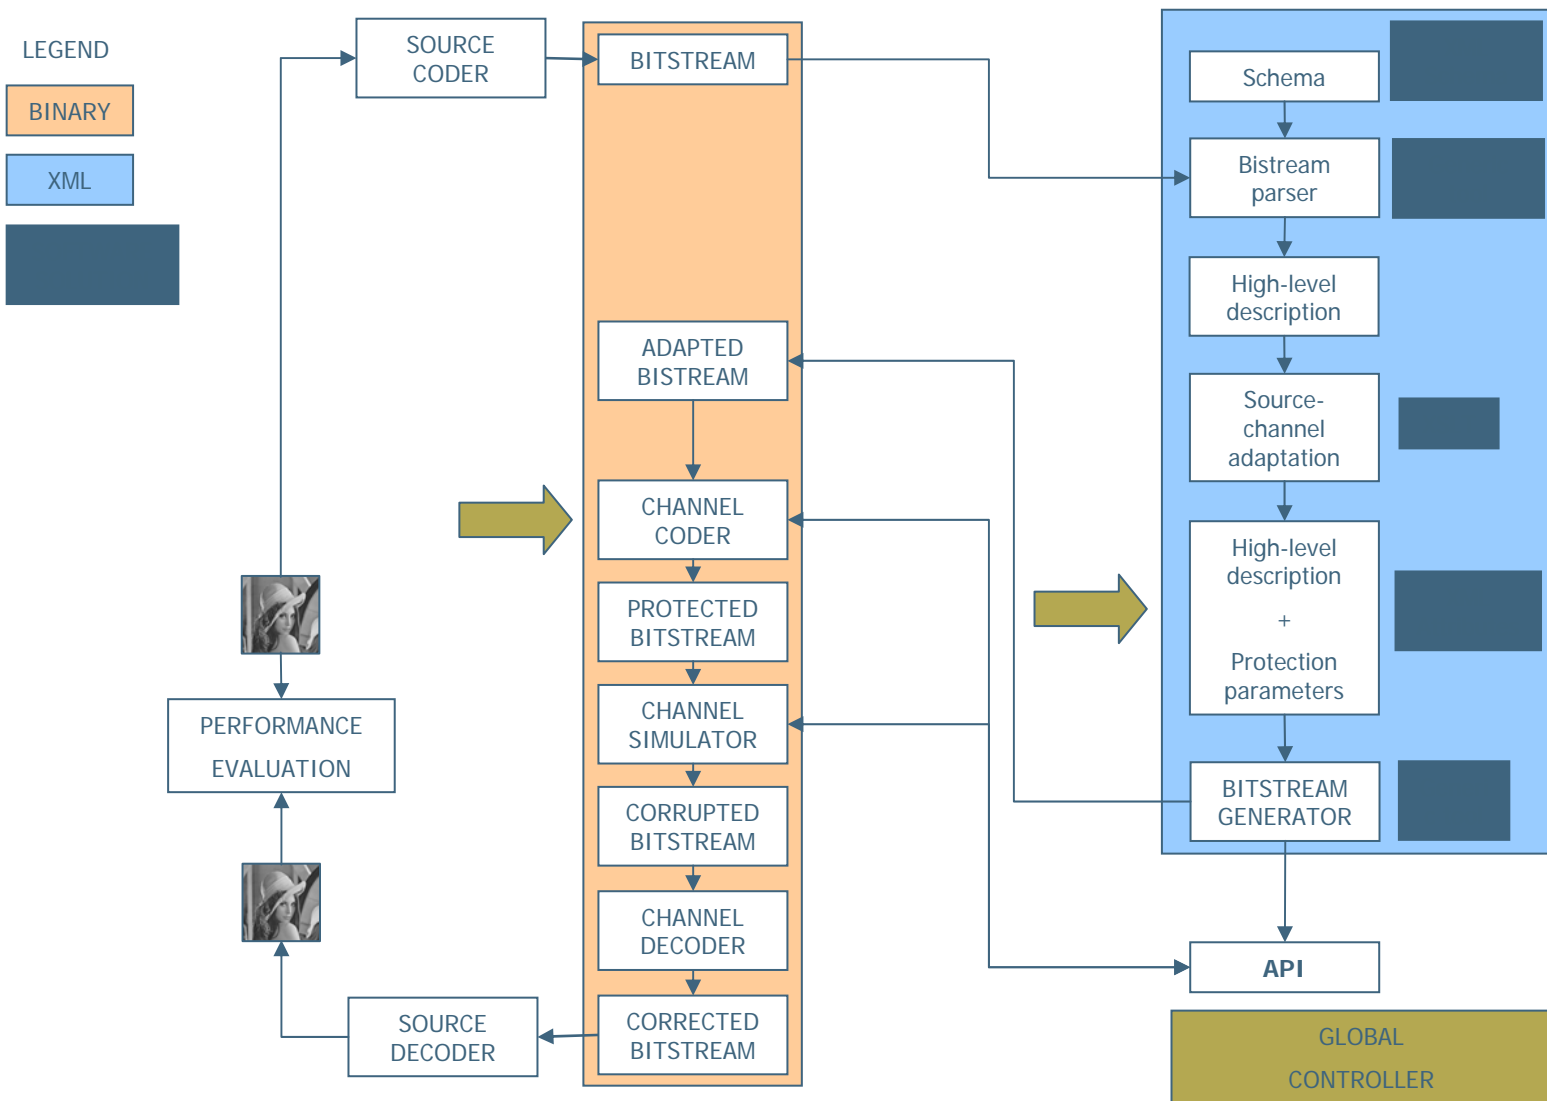 LEGEND
BINARY
XML
SOURCE
CODER
BITSTREAM
ADAPTED
BISTREAM
CHANNEL
CODER
PROTECTED
BITSTREAM
CHANNEL
SIMULATOR
CORRUPTED
BITSTREAM
CHANNEL
DECODER
CORRECTED
BITSTREAM
SOURCE
DECODER
PERFORMANCE
EVALUATION
Schema
Bistream
parser
High-level
description
Source-
channel
adaptation
High-level
description
+
Protection
parameters
BITSTREAM
GENERATOR
API
GLOBAL
CONTROLLER